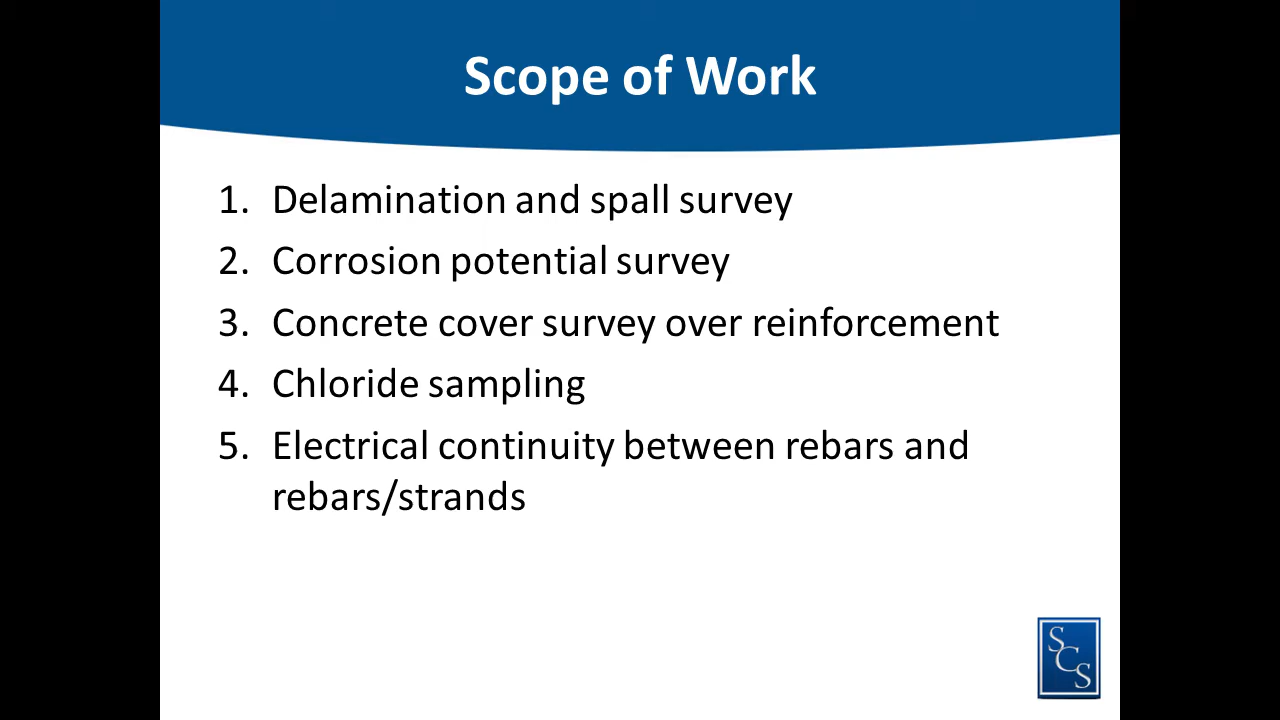 Scope of Work
1. Delamination and spall survey
2. Corrosion potential survey
3. Concrete cover survey over reinforcement
4. Chloride sampling
5. Electrical continuity between rebars and
rebars/strands
SCS